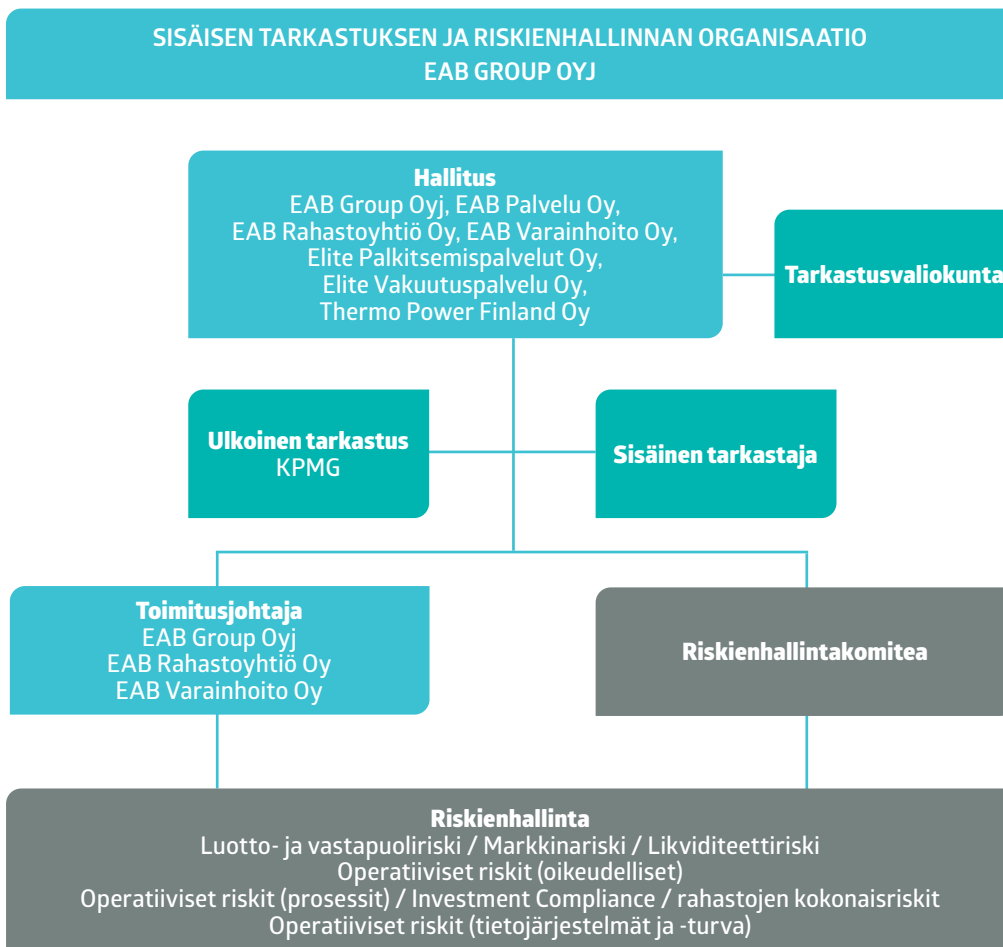 SISÄISEN TARKASTUKSEN JA RISKIENHALLINNAN ORGANISAATIO
EAB GROUP OYJ
Hallitus
EAB Group Oyj, EAB Palvelu Oy,
EAB Rahastoyhtiö Oy, EAB Varainhoito Oy,
Elite Palkitsemispalvelut Oy,
Elite Vakuutuspalvelu Oy,
Thermo Power Finland Oy
Tarkastusvaliokunta
Ulkoinen tarkastus
KPMG
Sisäinen tarkastaja
Toimitusjohtaja
EAB Group Oyj
EAB Rahastoyhtiö Oy
EAB Varainhoito Oy
Riskienhallintakomitea
Riskienhallinta
Luotto- ja vastapuoliriski / Markkinariski / Likviditeettiriski
Operatiiviset riskit (oikeudelliset)
Operatiiviset riskit (prosessit) / Investment Compliance / rahastojen kokonaisriskit
Operatiiviset riskit (tietojärjestelmät ja -turva)